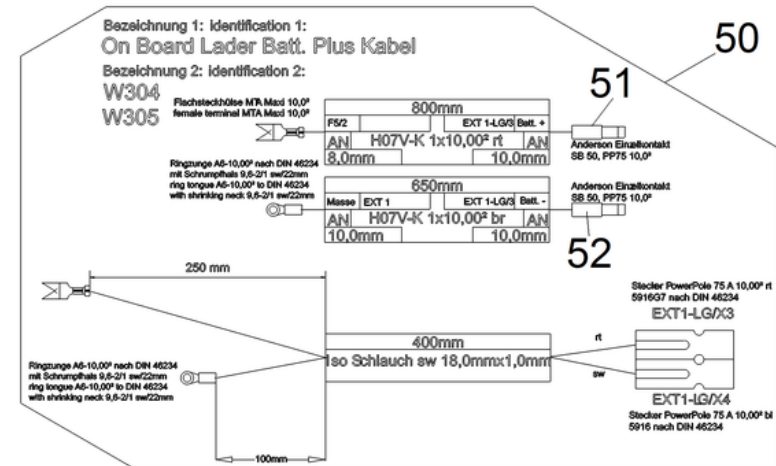 Bezeichnung 1: Identification 1:
On Board Lader Batt. Plus Kabel
Bezeichnung 2: Identification 2:
W304
W305
50
51
Flachsteckhülse MTA Maxi 10,0²
female terminal MTA Maxi 10,0²
800mm
F5/2 EXT 1-LG/3 Batt. +
AN H07V-K 1x10,00² rt AN
8,0mm 10,0mm
Anderson Einzelkontakt
SB 50, PP75 10,0²
Ringzunge A6-10,00² nach DIN 46234
mit Schrumpfhals 9,6-2/1 sw/22mm
ring tongue A6-10,00² to DIN 46234
with shrinking neck 9,6-2/1 sw/22mm
650mm
Masse EXT 1 EXT 1-LG/3 Batt. -
AN H07V-K 1x10,00² br AN
10,0mm 10,0mm
Anderson Einzelkontakt
SB 50, PP75 10,0²
52
250 mm
Stecker PowerPole 75 A 10,00² rt
5916G7 nach DIN 46234
EXT1-LG/X3
400mm
Iso Schlauch sw 18,0mmx1,0mm
rt
sw
Ringzunge A6-10,00² nach DIN 46234
mit Schrumpfhals 9,6-2/1 sw/22mm
ring tongue A6-10,00² to DIN 46234
with shrinking neck 9,6-2/1 sw/22mm
EXT1-LG/X4
Stecker PowerPole 75 A 10,00² bl
5916 nach DIN 46234
100mm